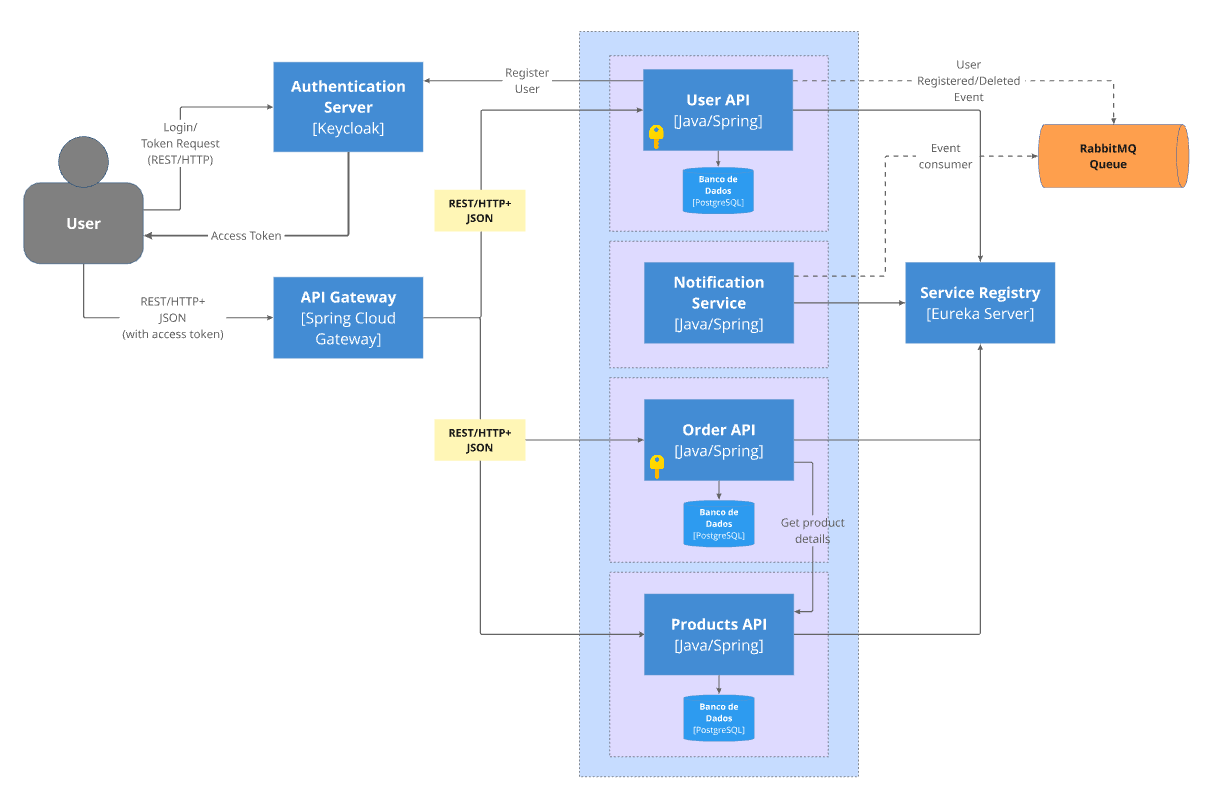 User
Login/
Token Request
(REST/HTTP)
Authentication
Server
[Keycloak]
Access Token
REST/HTTP+
JSON
(with access token)
API Gateway
[Spring Cloud
Gateway]
Register
User
REST/HTTP+
JSON
REST/HTTP+
JSON
User API
[Java/Spring]
Banco de
Dados
[PostgreSQL]
Notification
Service
[Java/Spring]
Order API
[Java/Spring]
Banco de
Dados
[PostgreSQL]
Get product
details
Products API
[Java/Spring]
Banco de
Dados
[PostgreSQL]
User
Registered/Deleted
Event
Event
consumer
RabbitMQ
Queue
Service Registry
[Eureka Server]